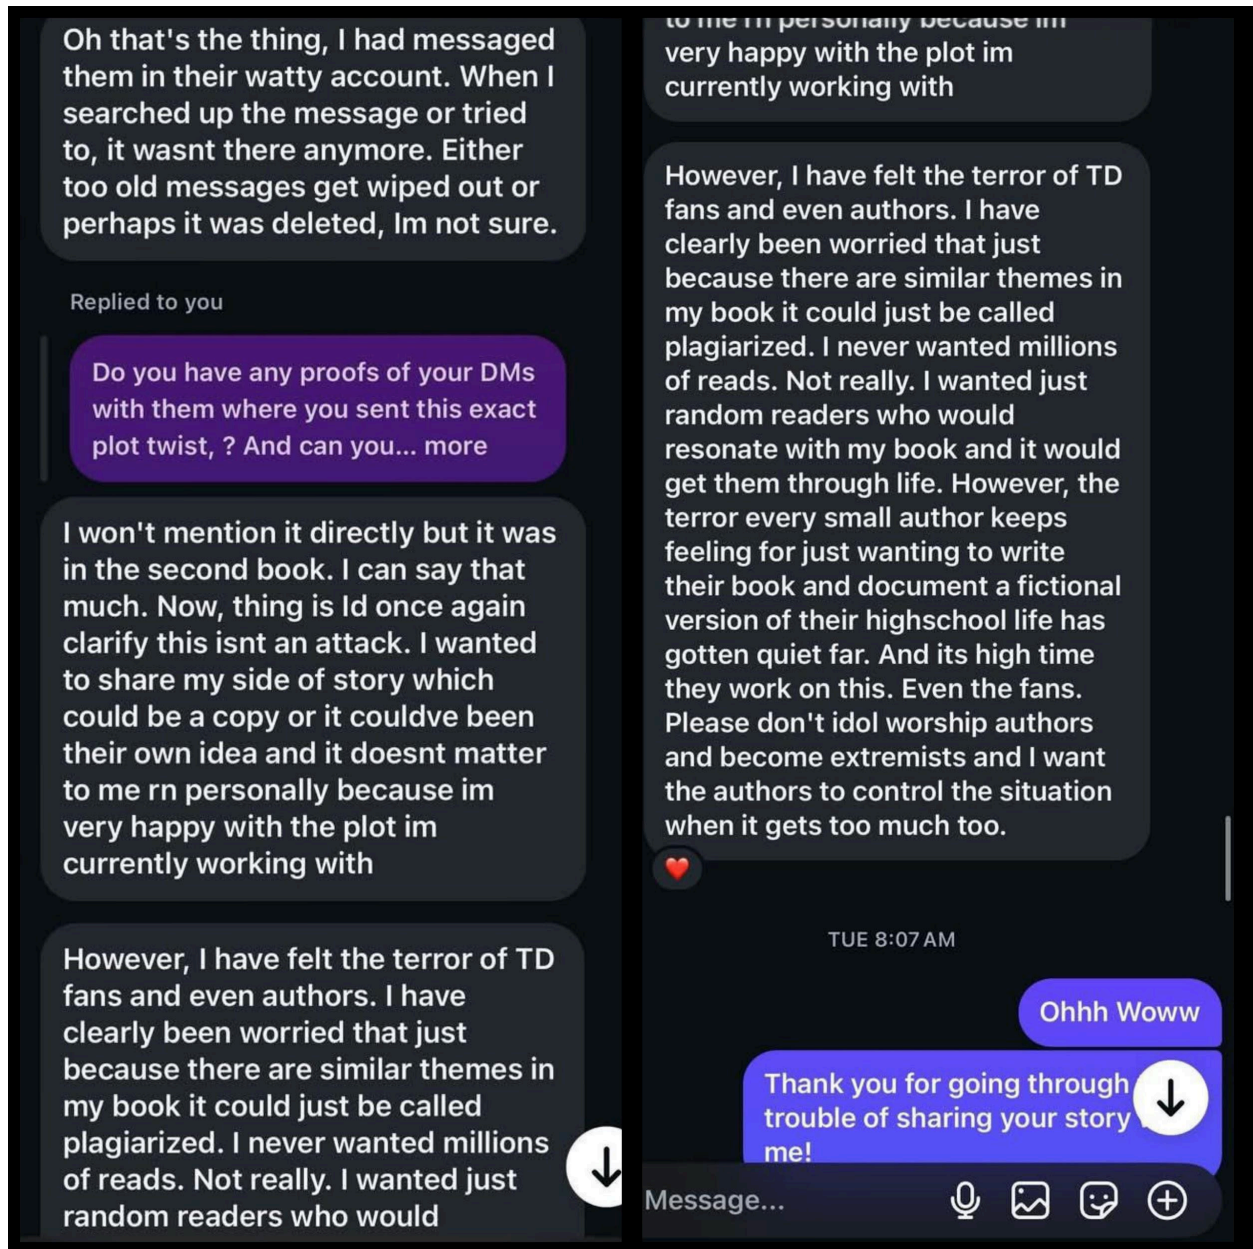 Oh that's the thing, I had messaged
them in their watty account. When I
searched up the message or tried
to, it wasnt there anymore. Either
too old messages get wiped out or
perhaps it was deleted, Im not sure.
Replied to you
Do you have any proofs of your DMs
with them where you sent this exact
plot twist, ? And can you... more
I won't mention it directly but it was
in the second book. I can say that
much. Now, thing is Id once again
clarify this isnt an attack. I wanted
to share my side of story which
could be a copy or it couldve been
their own idea and it doesnt matter
to me rn personally because im
very happy with the plot im
currently working with
However, I have felt the terror of TD
fans and even authors. I have
clearly been worried that just
because there are similar themes in
my book it could just be called
plagiarized. I never wanted millions
of reads. Not really. I wanted just
random readers who would
to me rn personally because im
very happy with the plot im
currently working with
However, I have felt the terror of TD
fans and even authors. I have
clearly been worried that just
because there are similar themes in
my book it could just be called
plagiarized. I never wanted millions
of reads. Not really. I wanted just
random readers who would
resonate with my book and it would
get them through life. However, the
terror every small author keeps
feeling for just wanting to write
their book and document a fictional
version of their highschool life has
gotten quiet far. And its high time
they work on this. Even the fans.
Please don't idol worship authors
and become extremists and I want
the authors to control the situation
when it gets too much too.
TUE 8:07 AM
Ohhh Woww
Thank you for going through
trouble of sharing your story
me!
Message...